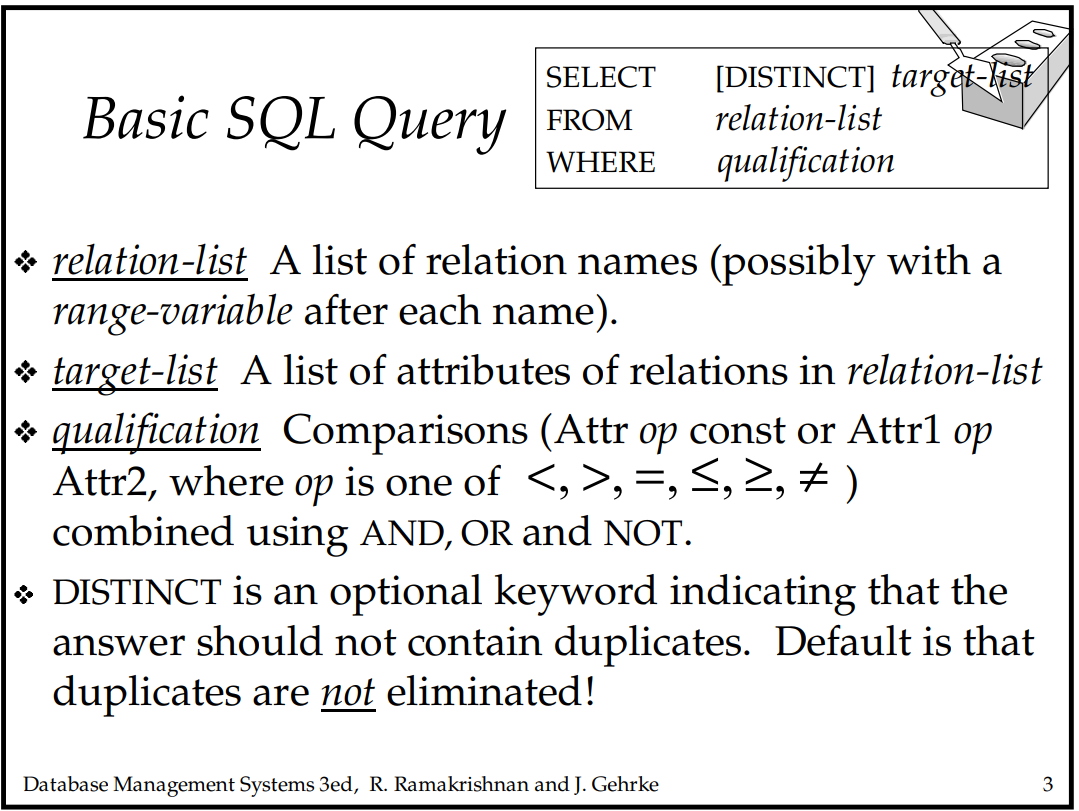 Basic SQL Query
SELECT [DISTINCT] target-list
FROM relation-list
WHERE qualification
❖ relation-list A list of relation names (possibly with a
range-variable after each name).
❖ target-list A list of attributes of relations in relation-list
❖ qualification Comparisons (Attr op const or Attr1 op
Attr2, where op is one of <, >, =, ≤, ≥, ≠ )
combined using AND, OR and NOT.
❖ DISTINCT is an optional keyword indicating that the
answer should not contain duplicates. Default is that
duplicates are not eliminated!
Database Management Systems 3ed, R. Ramakrishnan and J. Gehrke 3